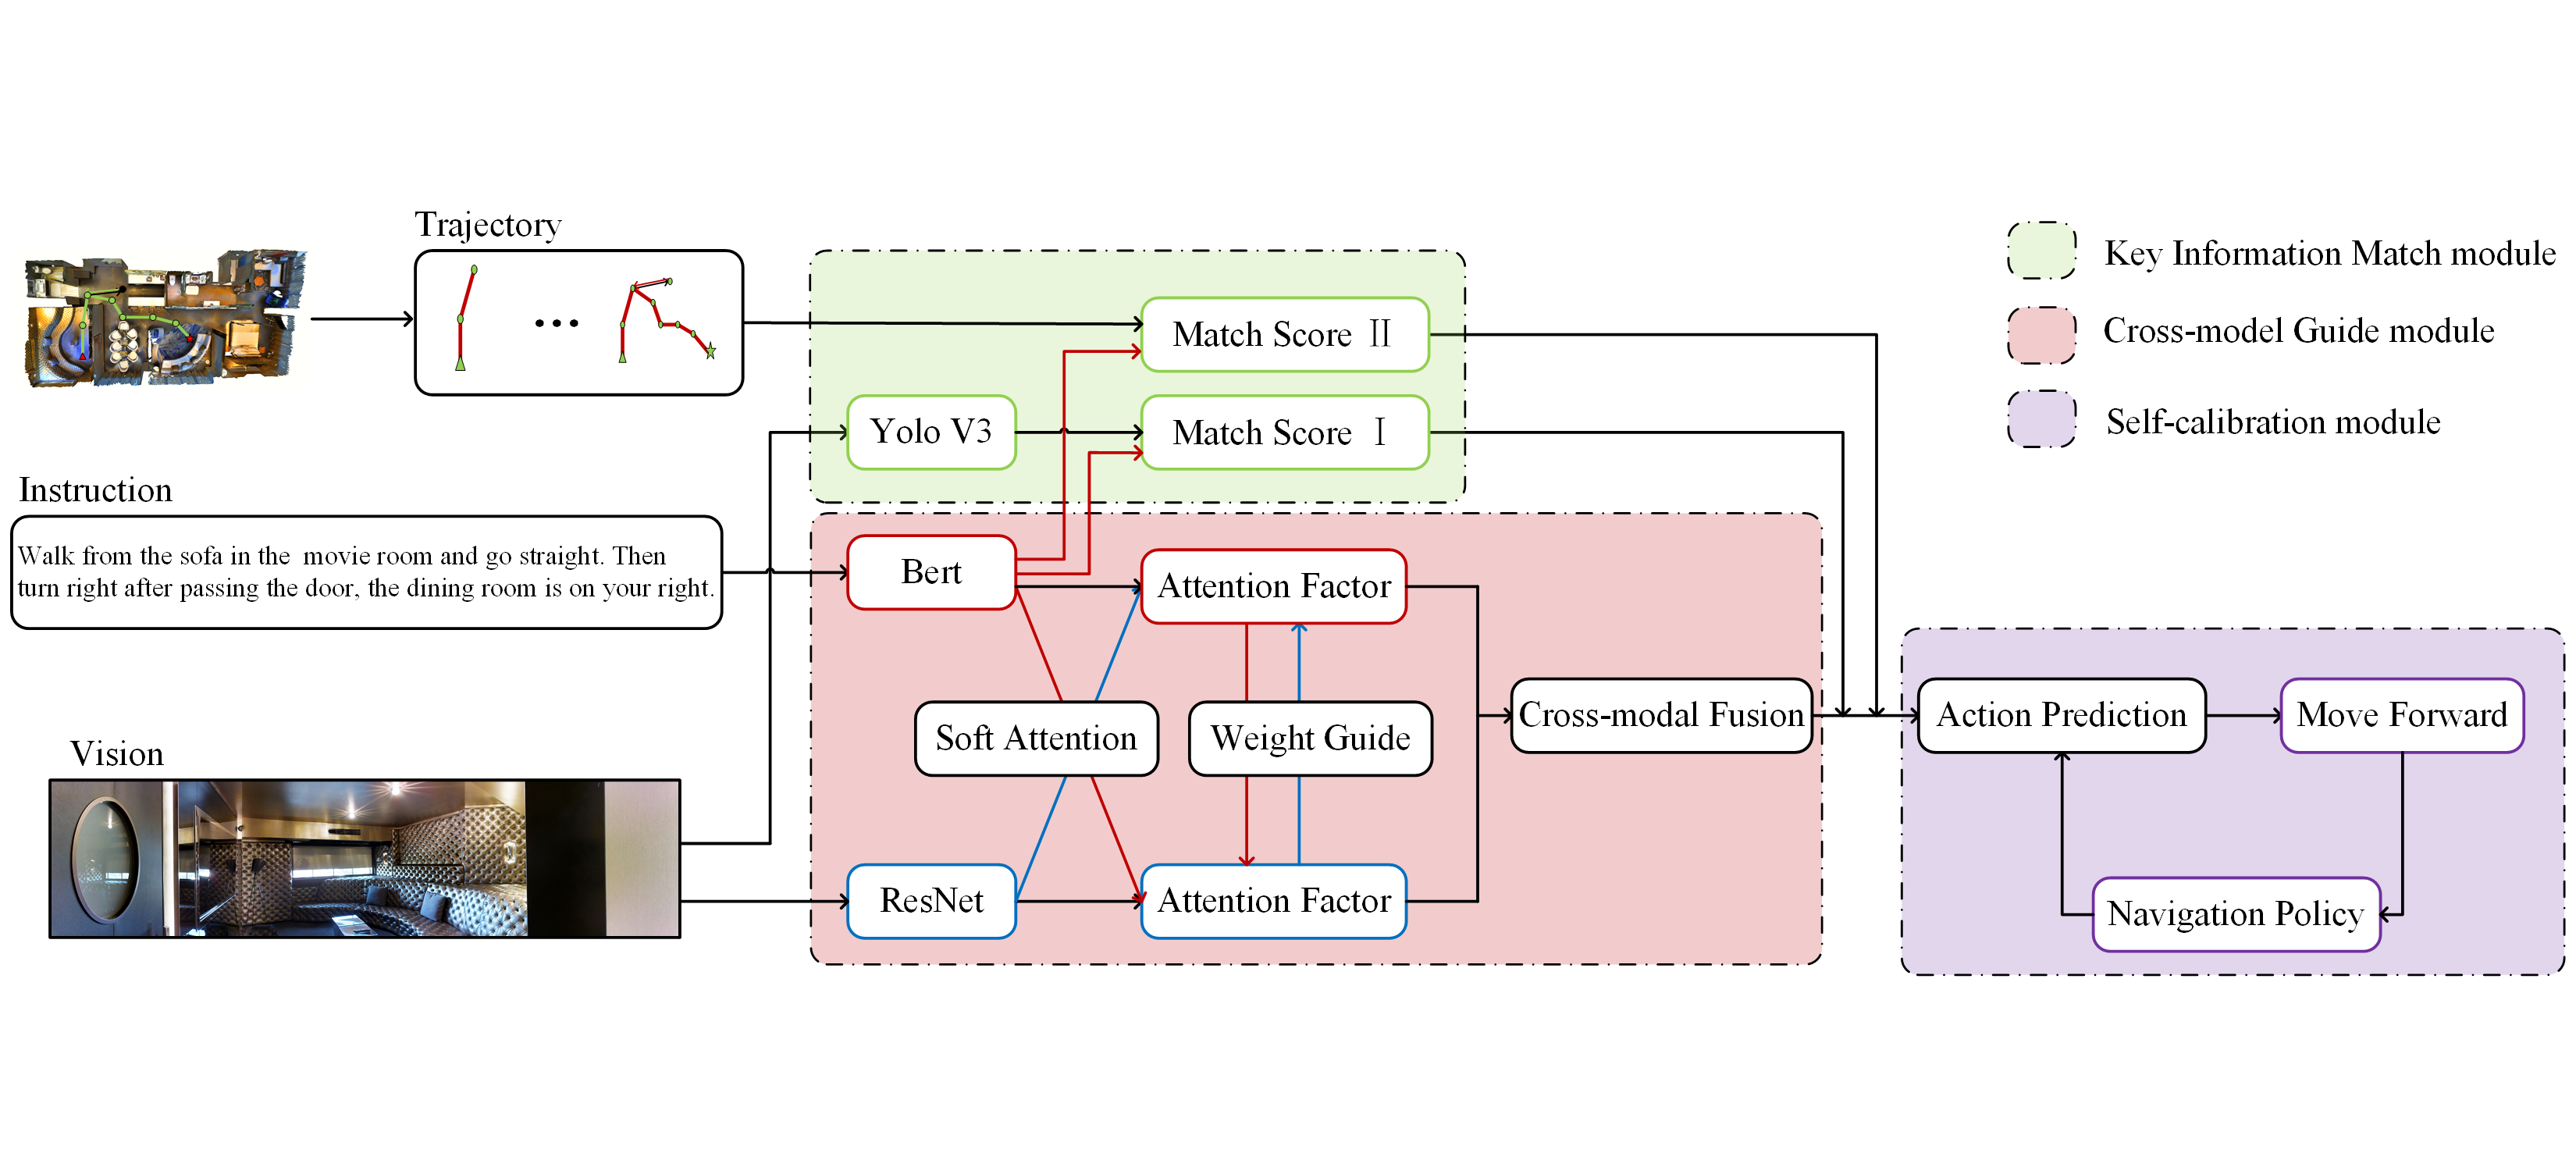 Trajectory
Key Information Match module
Cross-model Guide module
Self-calibration module
Match Score Ⅱ
Yolo V3
Match Score Ⅰ
Instruction
Walk from the sofa in the movie room and go straight. Then
turn right after passing the door, the dining room is on your right.
Bert
Attention Factor
Soft Attention
Weight Guide
Cross-modal Fusion
Action Prediction
Move Forward
Vision
ResNet
Attention Factor
Navigation Policy